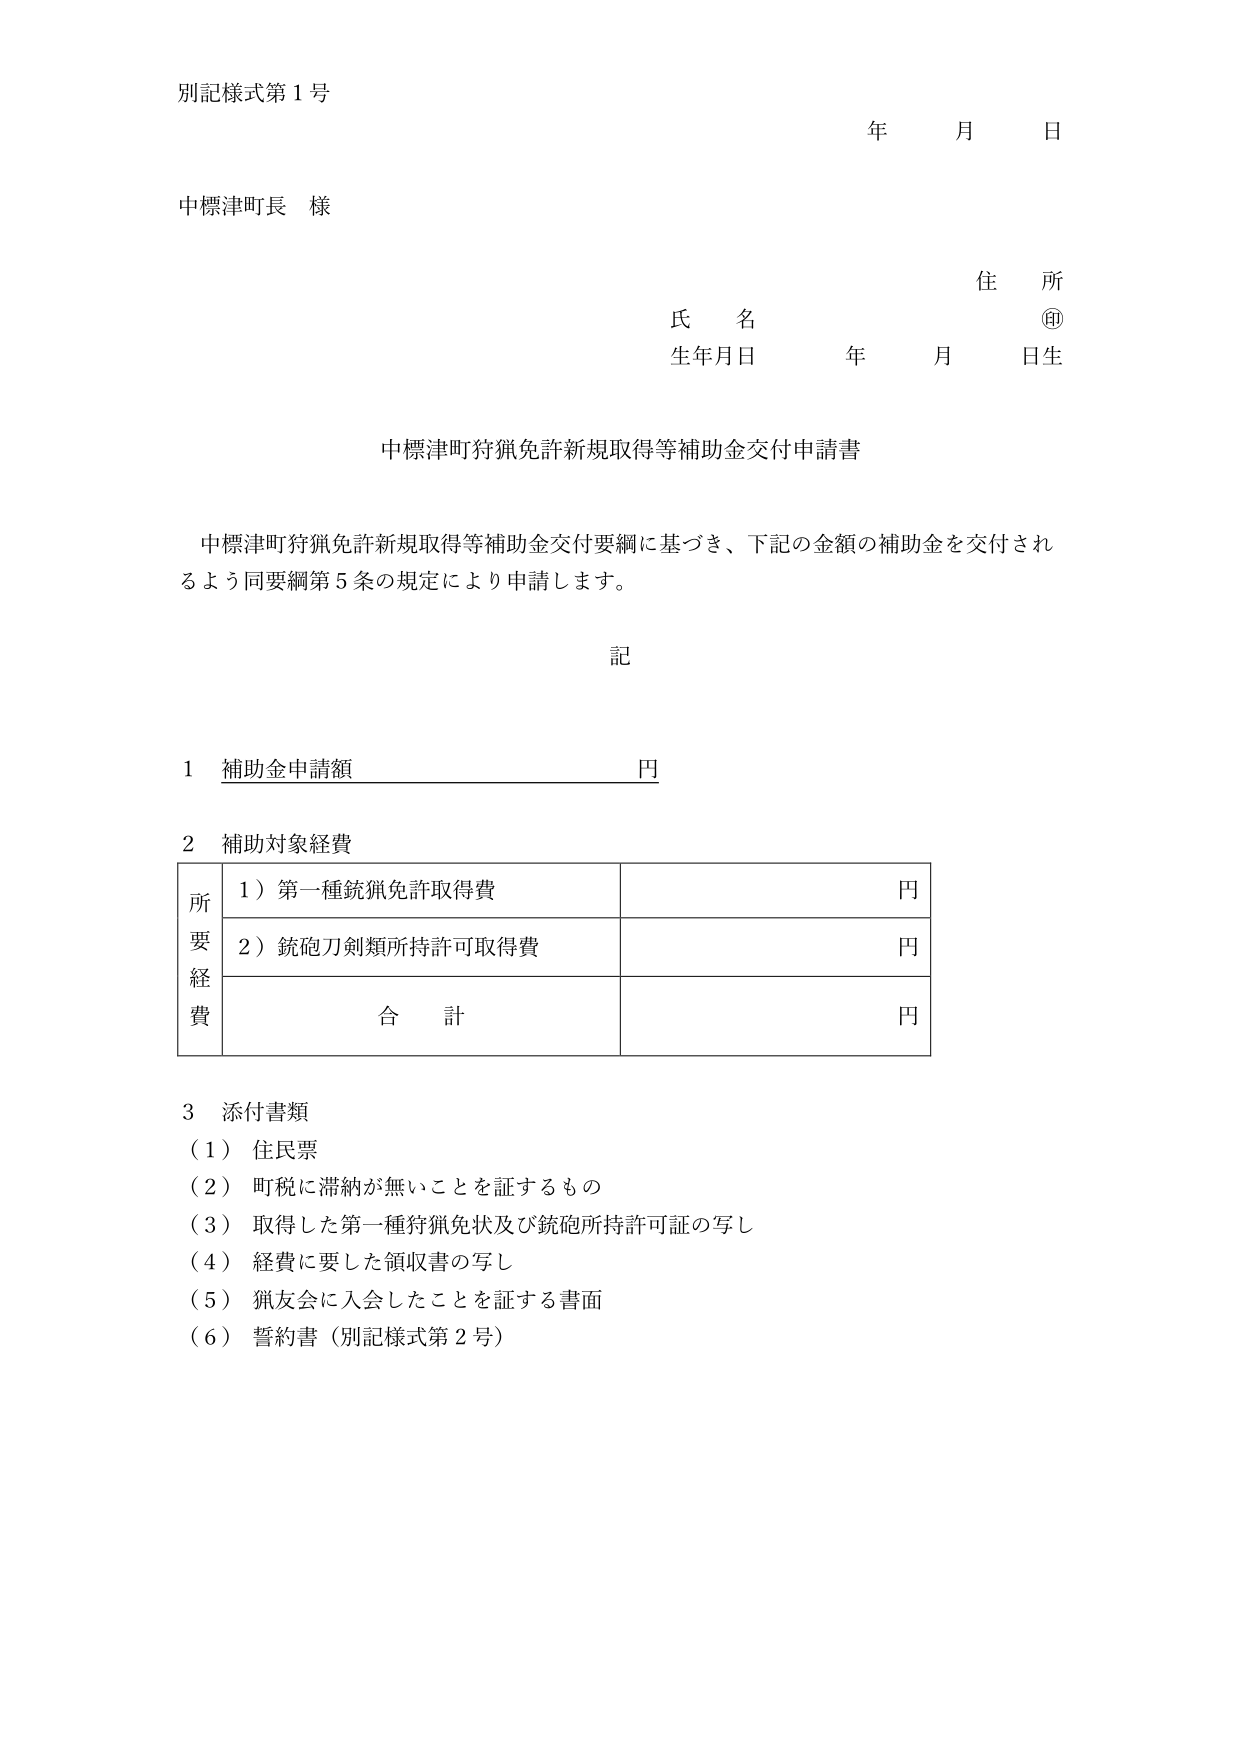 別記様式第１号
年　　　月　　　日
中標津町長　様
住　　所
氏　　名　　　　　　　　　　　　　㊞
生年月日　　　　年　　　月　　　日生
中標津町狩猟免許新規取得等補助金交付申請書
　中標津町狩猟免許新規取得等補助金交付要綱に基づき、下記の金額の補助金を交付され
るよう同要綱第５条の規定により申請します。
記
１　補助金申請額　　　　　　　　　　　　　円
２　補助対象経費
所要経費
１）第一種銃猟免許取得費　　円
２）銃砲刀剣類所持許可取得費　　円
合　　計　　円
３　添付書類
（１）　住民票
（２）　町税に滞納が無いことを証するもの
（３）　取得した第一種狩猟免状及び銃砲所持許可証の写し
（４）　経費に要した領収書の写し
（５）　猟友会に入会したことを証する書面
（６）　誓約書（別記様式第２号）